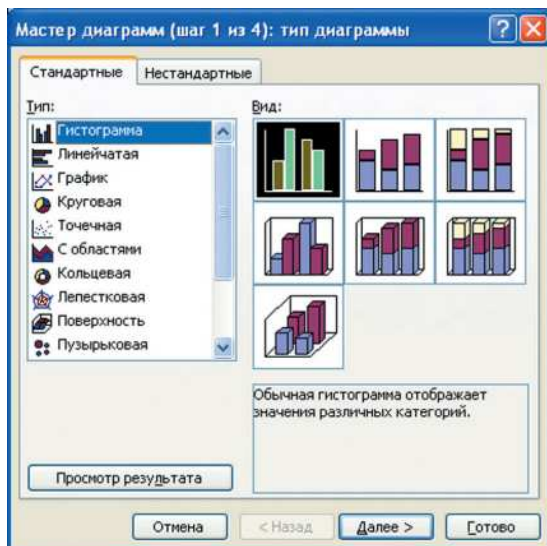 Мастер диаграмм (шаг 1 из 4): тип диаграммы
Стандартные
Нестандартные
Тип:
Гистограмма
Линейчатая
График
Круговая
Точечная
С областями
Кольцевая
Лепестковая
Поверхность
Пузырьковая
Вид:
Обычная гистограмма отображает
значения различных категорий.
Просмотр результата
Отмена
< Назад
Далее >
Готово